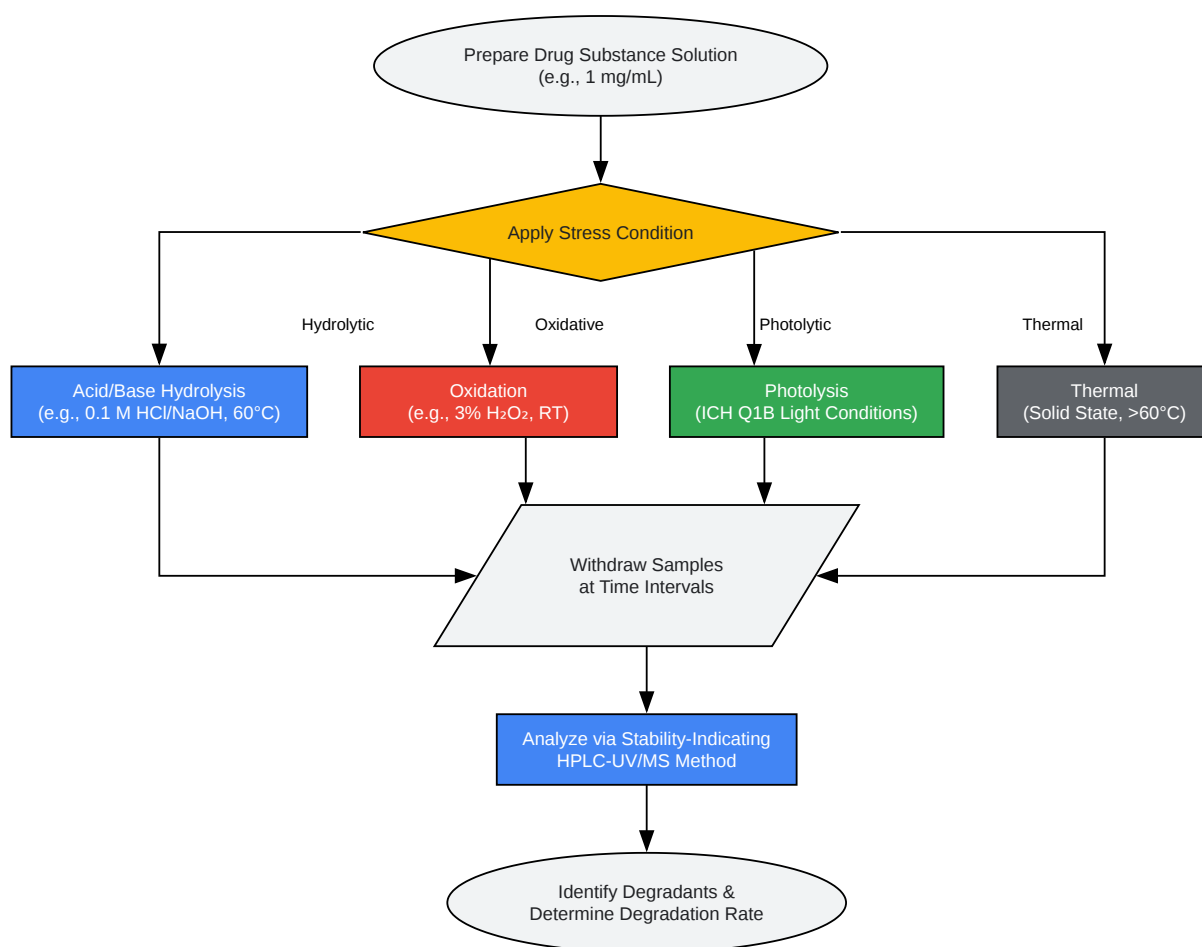 Prepare Drug Substance Solution
(e.g., 1 mg/mL)
Apply Stress Condition
Hydrolytic
Oxidative
Photolytic
Thermal
Acid/Base Hydrolysis
(e.g., 0.1 M HCl/NaOH, 60°C)
Oxidation
(e.g., 3% H₂O₂, RT)
Photolysis
(ICH Q1B Light Conditions)
Thermal
(Solid State, >60°C)
Withdraw Samples
at Time Intervals
Analyze via Stability-Indicating
HPLC-UV/MS Method
Identify Degradants &
Determine Degradation Rate